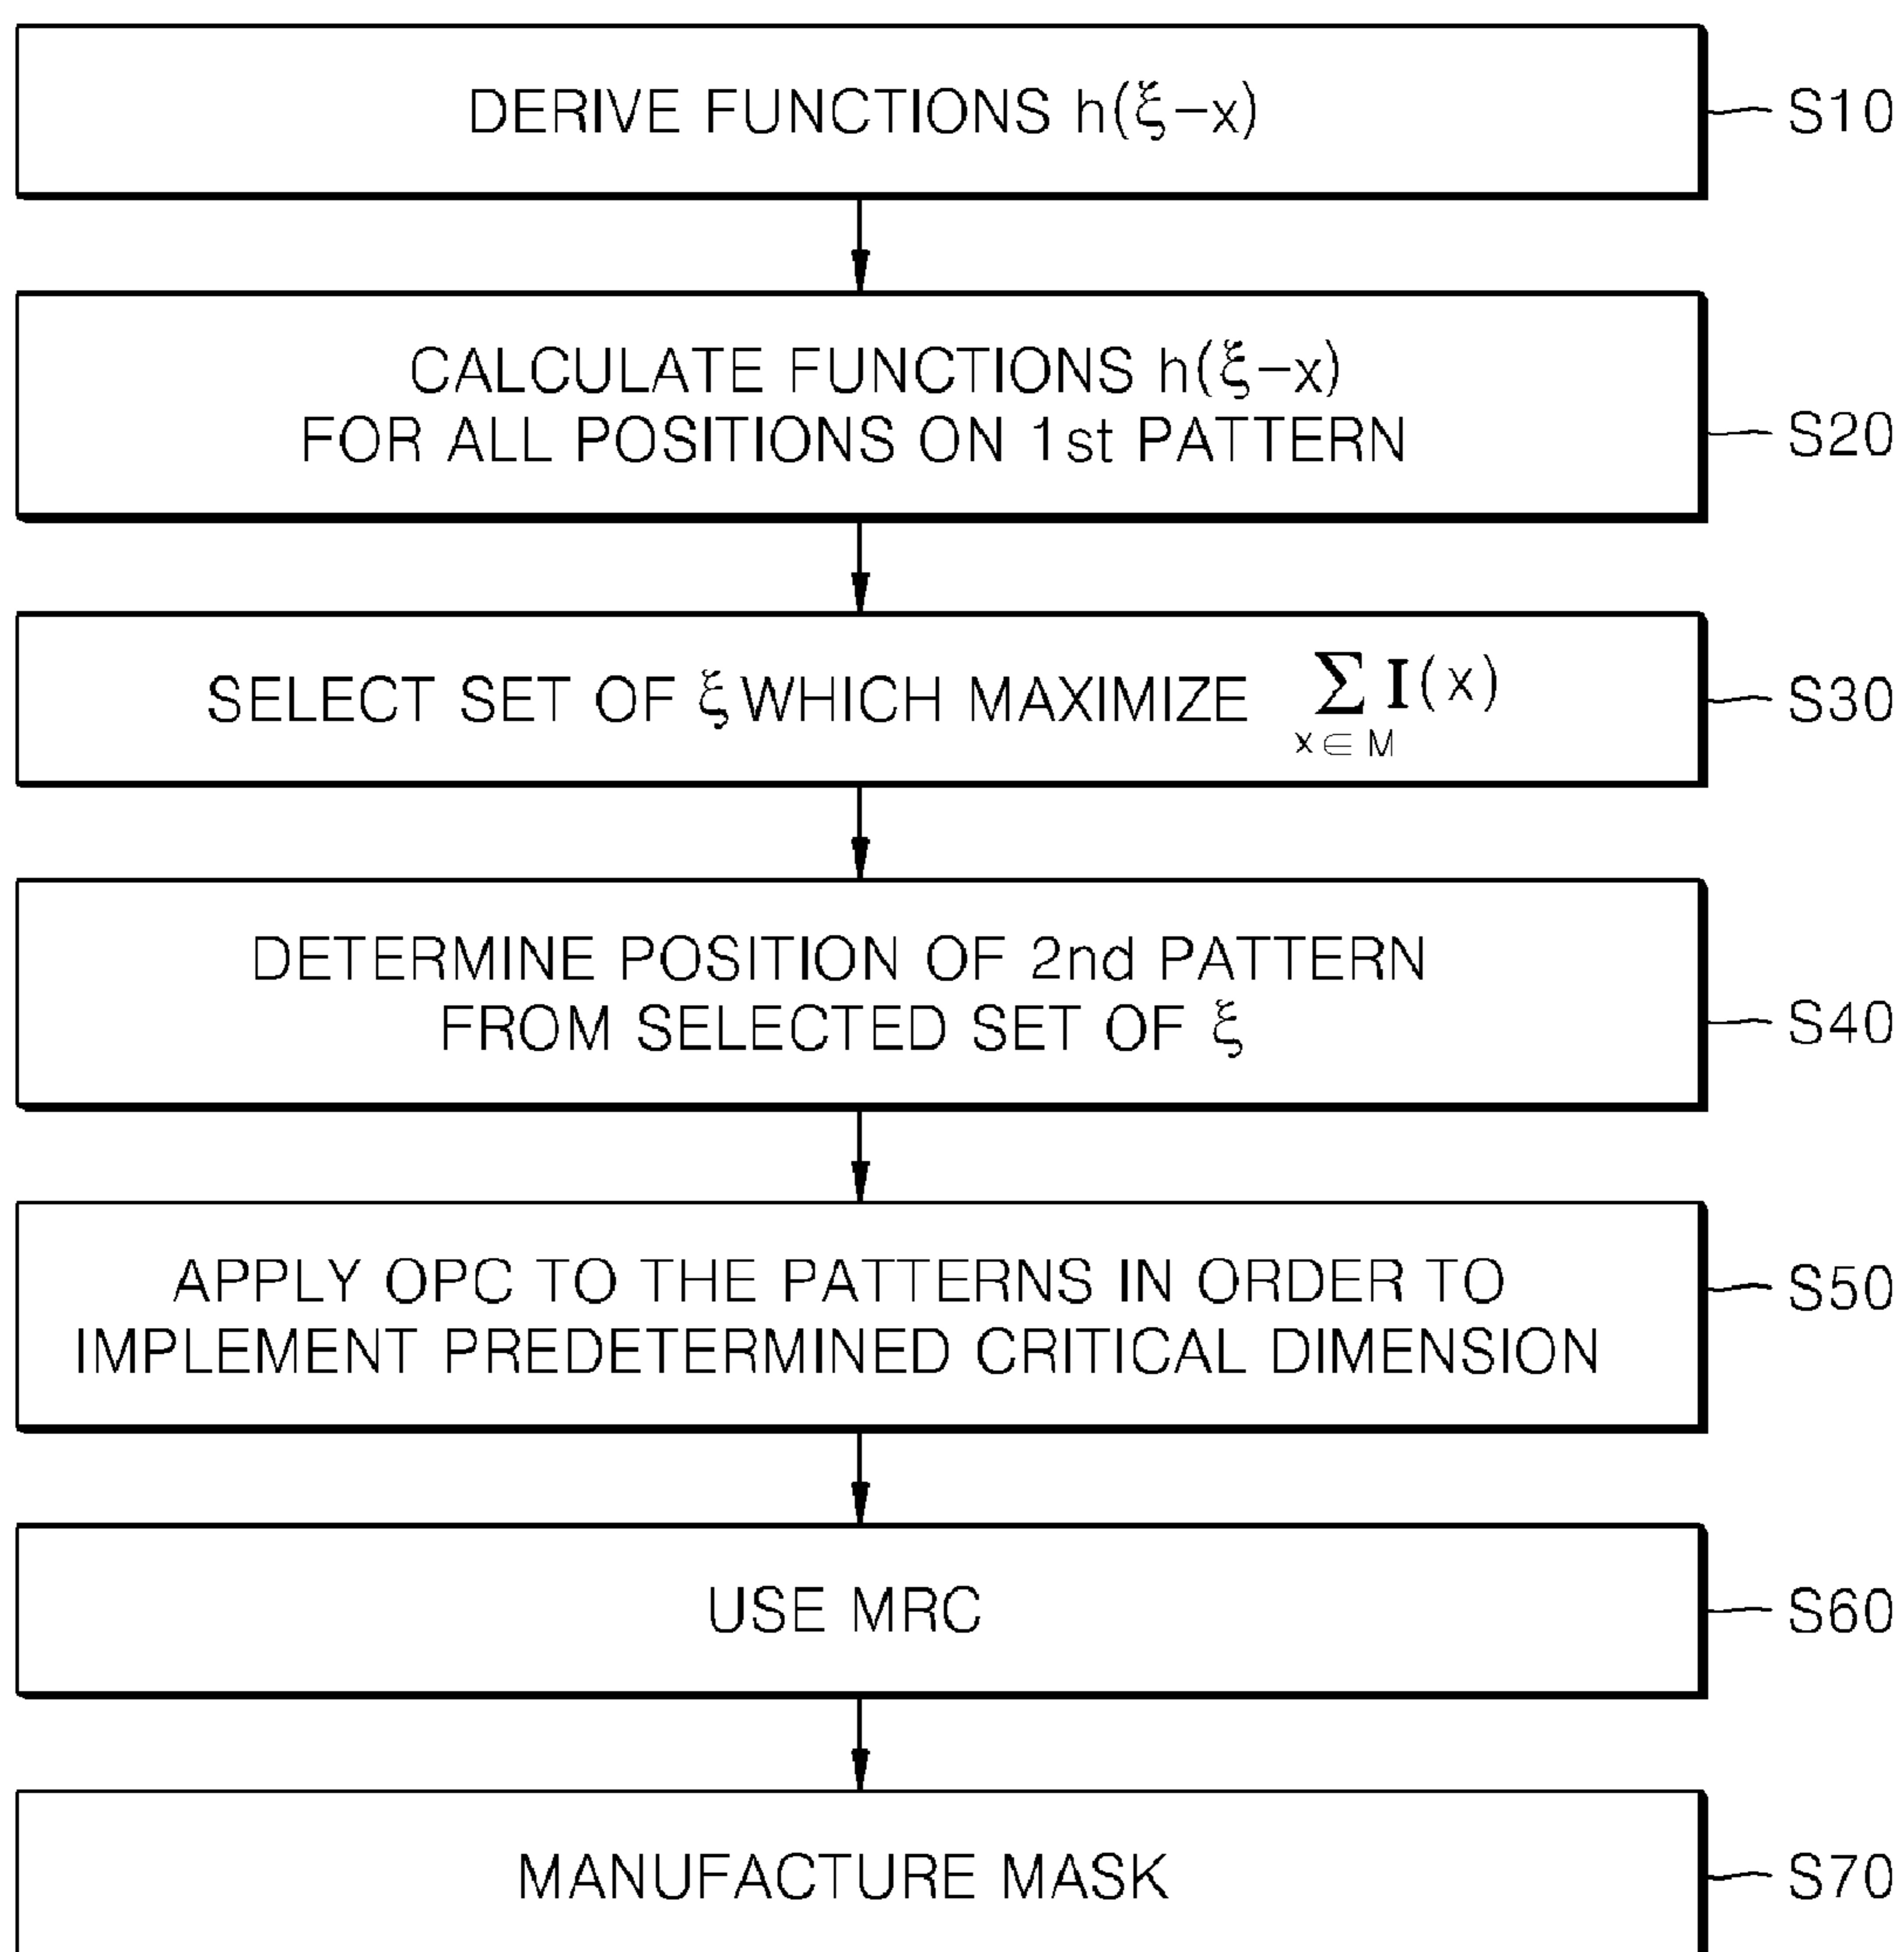 DERIVE FUNCTIONS h(ξ−x)
S10
CALCULATE FUNCTIONS h(ξ−x)
FOR ALL POSITIONS ON 1st PATTERN
S20
SELECT SET OF ξ WHICH MAXIMIZE Σ I(x)
x∈M
S30
DETERMINE POSITION OF 2nd PATTERN
FROM SELECTED SET OF ξ
S40
APPLY OPC TO THE PATTERNS IN ORDER TO
IMPLEMENT PREDETERMINED CRITICAL DIMENSION
S50
USE MRC
S60
MANUFACTURE MASK
S70